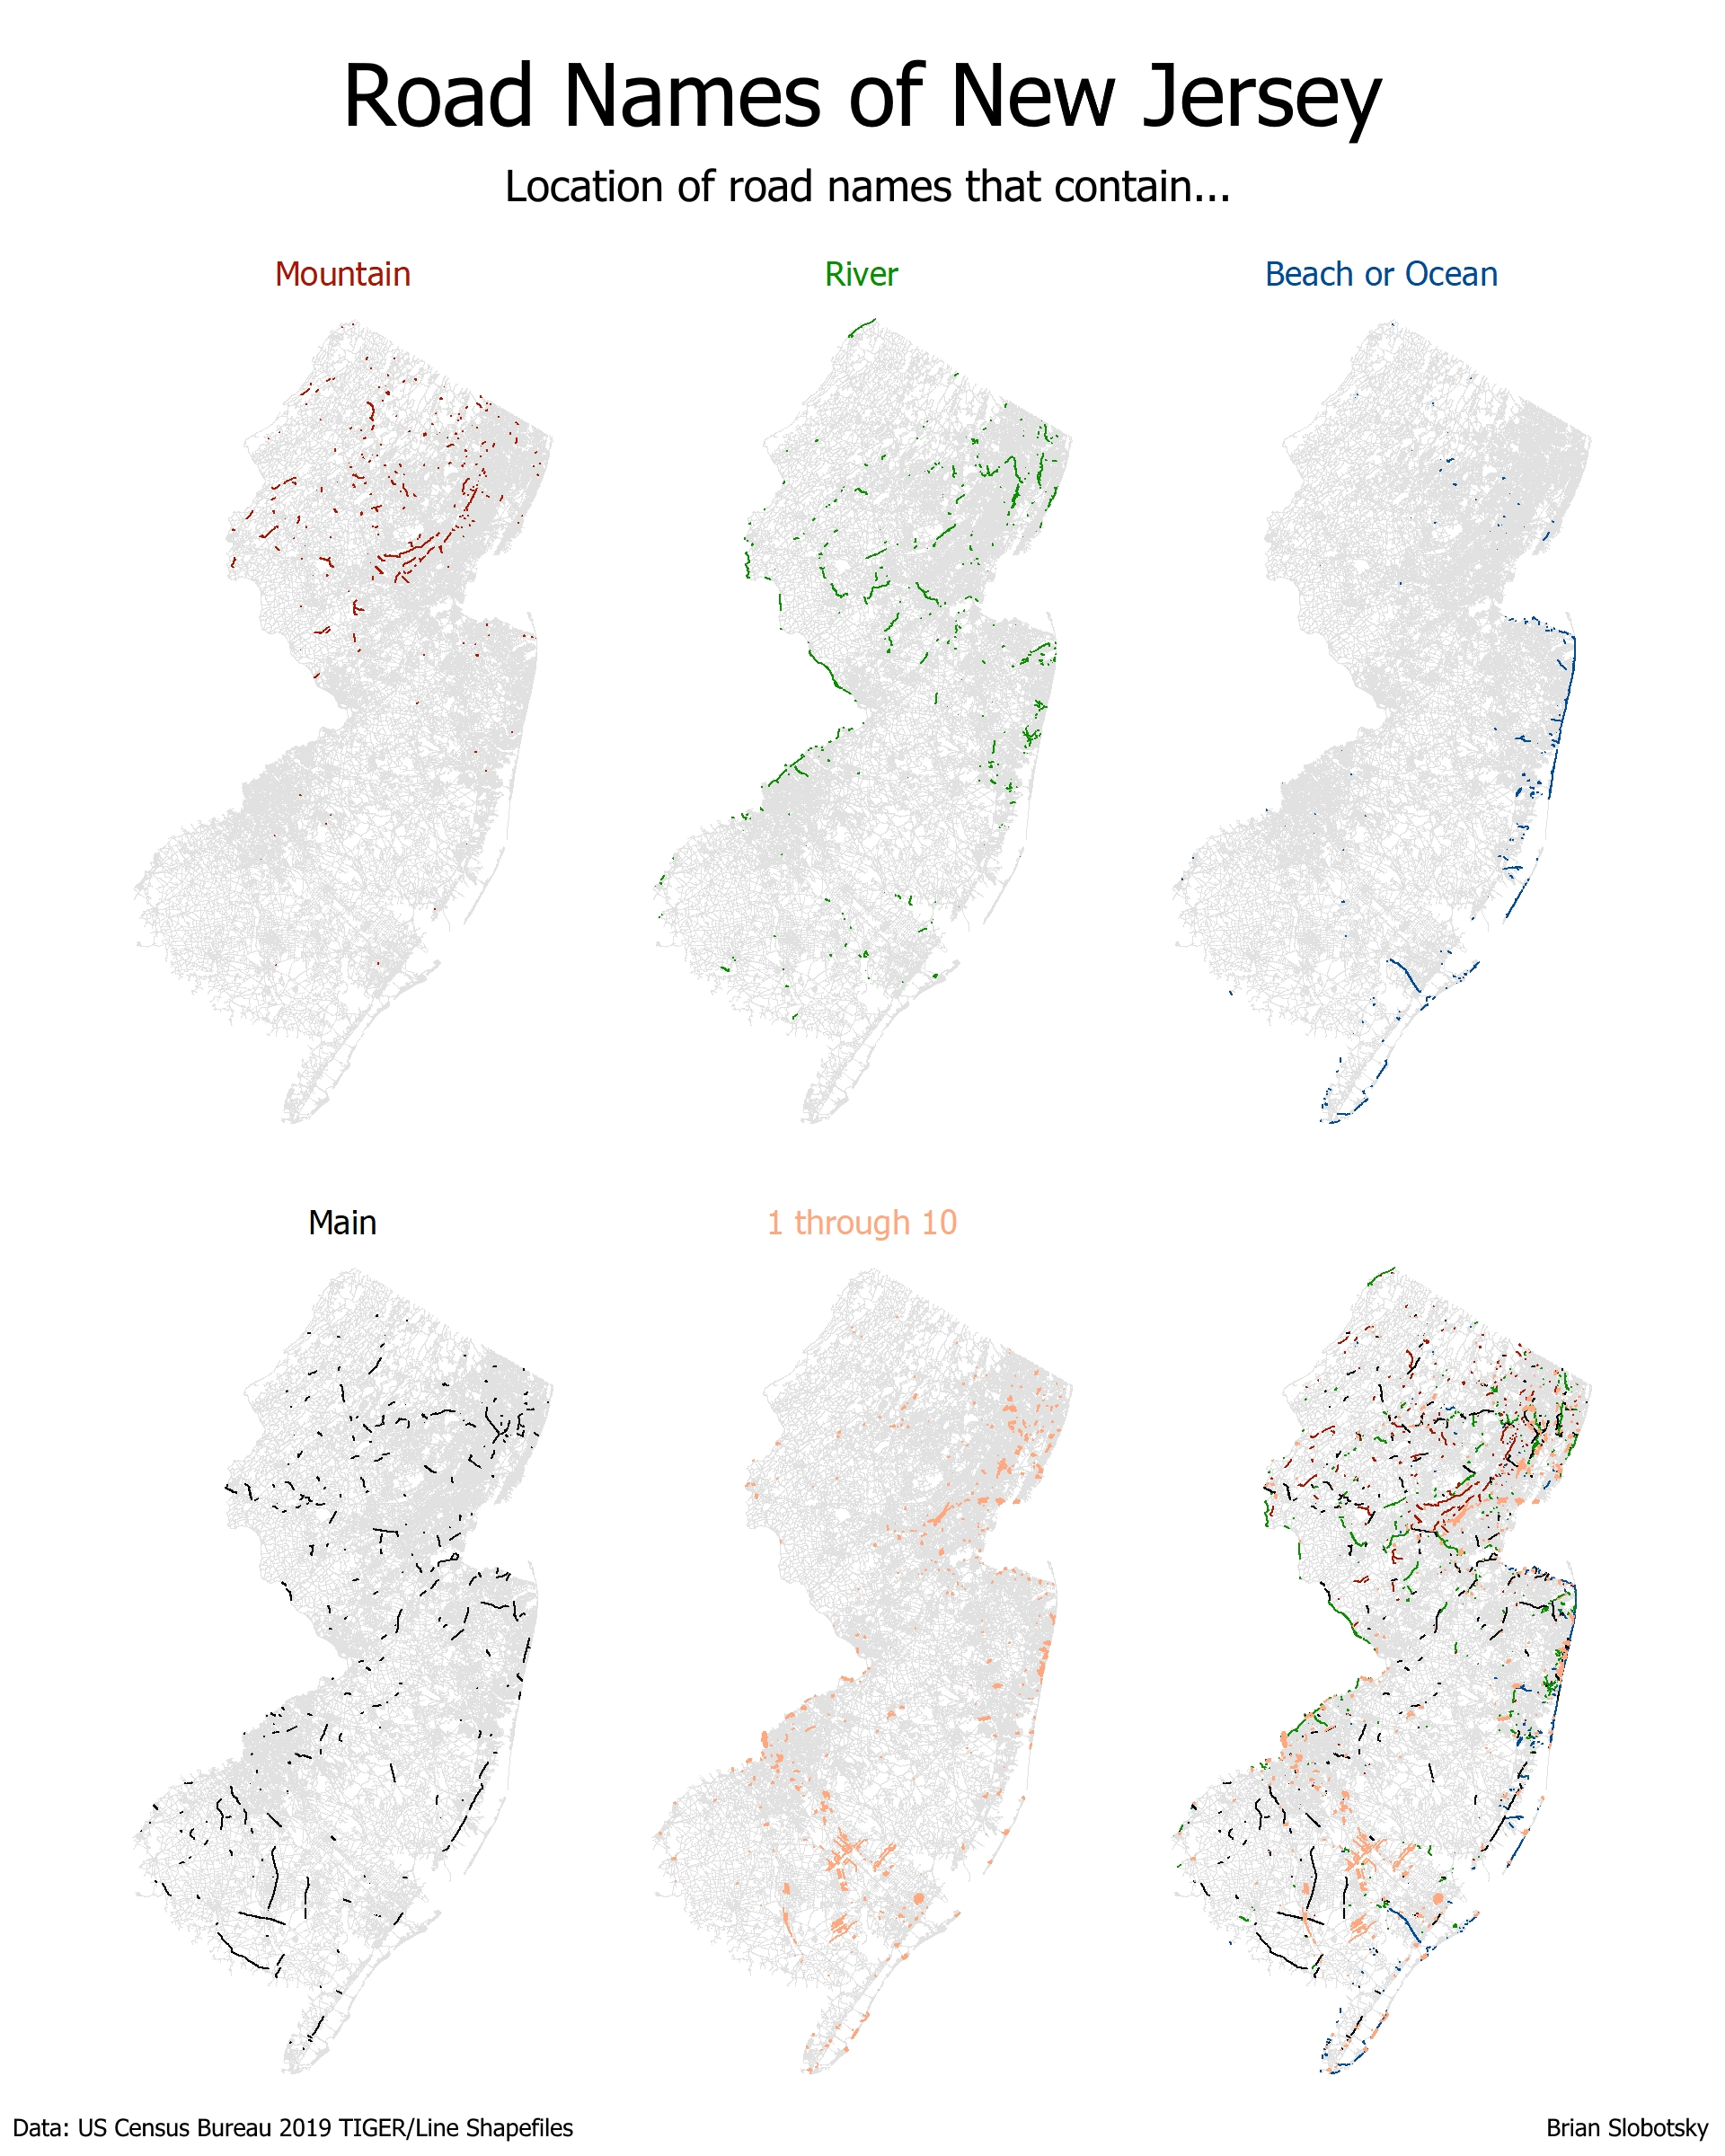 Road Names of New Jersey
Location of road names that contain...
Mountain
River
Beach or Ocean
Main
1 through 10
Data: US Census Bureau 2019 TIGER/Line Shapefiles
Brian Slobotsky